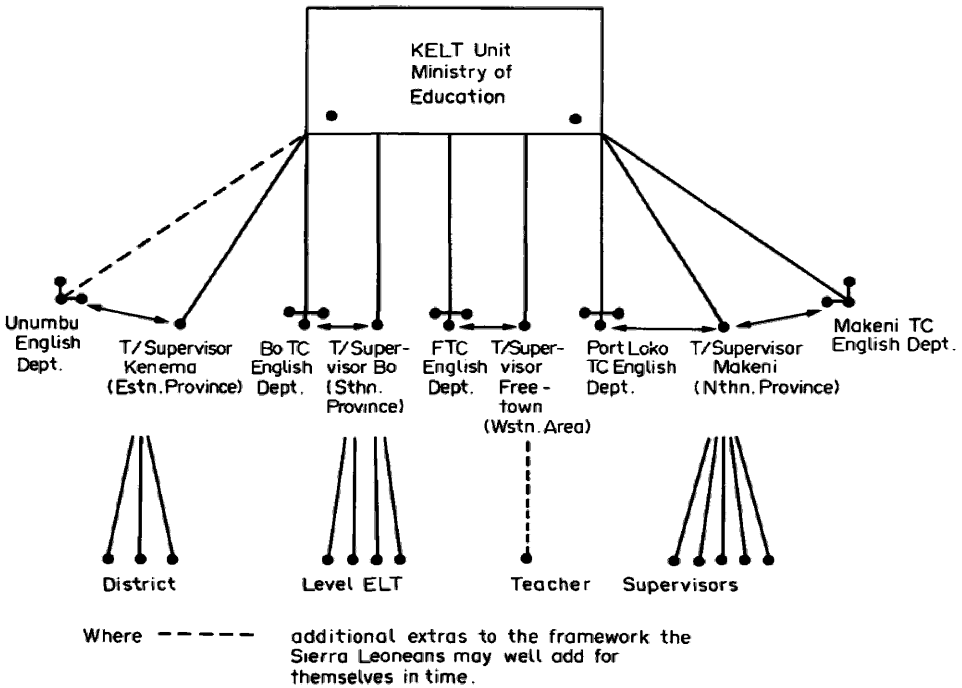 KELT Unit
Ministry of
Education
Unumbu
English
Dept.
T/Supervisor
Kenema
(Estn. Province)
Bo TC
English
Dept.
T/Super-
visor Bo
(Sthn.
Province)
FTC
English
Dept.
T/Super-
visor
Free-
town
(Wstn. Area)
Port Loko
TC English
Dept.
T/Supervisor
Makeni
(Nthn. Province)
Makeni TC
English Dept.
District Level ELT Teacher Supervisors
Where additional extras to the framework the
Sierra Leoneans may well add for
themselves in time.